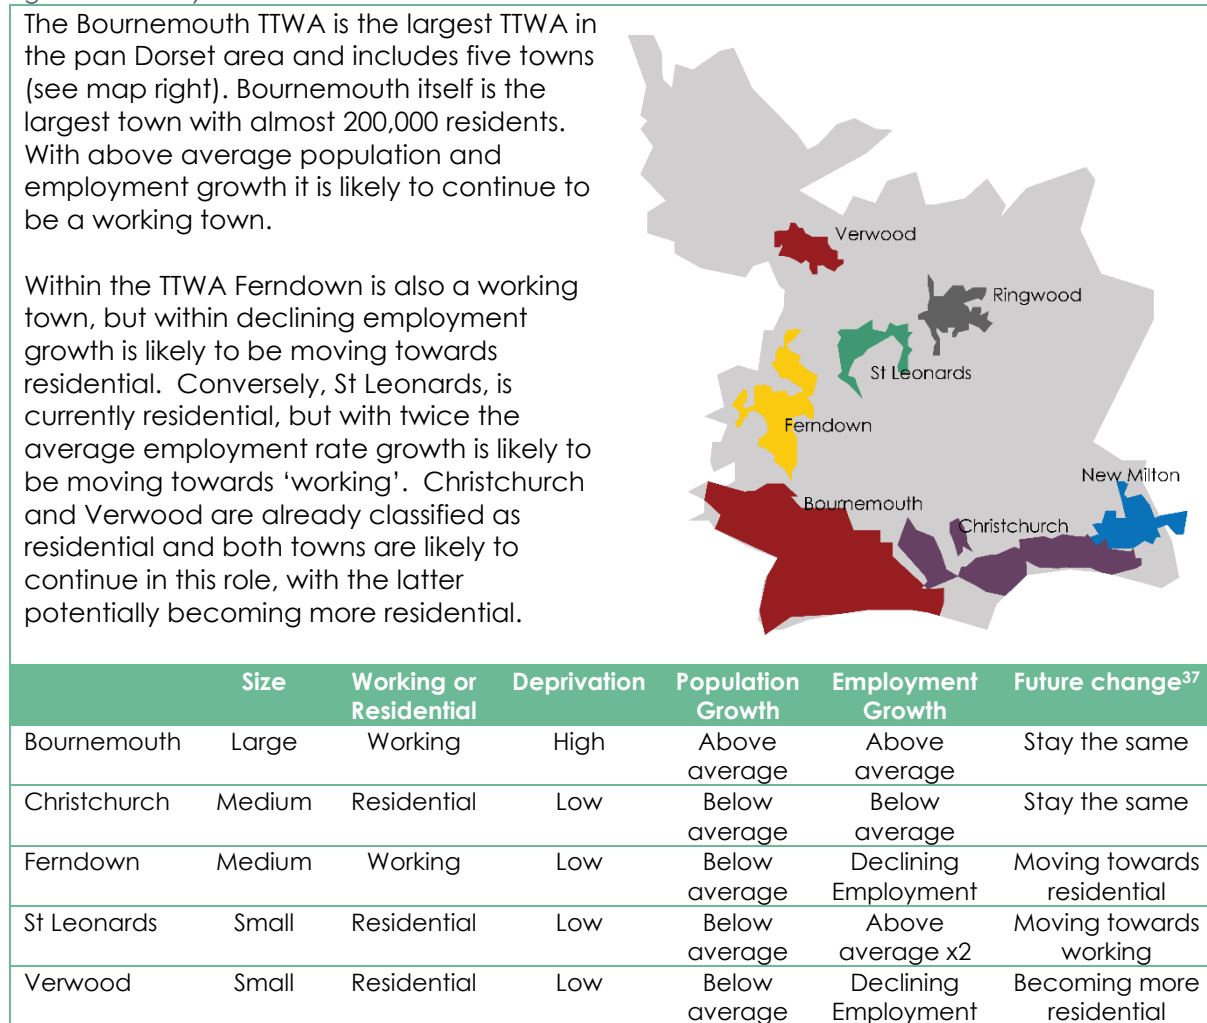 The Bournemouth TTWA is the largest TTWA in
the pan Dorset area and includes five towns
(see map right). Bournemouth itself is the
largest town with almost 200,000 residents.
With above average population and
employment growth it is likely to continue to
be a working town.
Within the TTWA Ferndown is also a working
town, but within declining employment
growth is likely to be moving towards
residential.  Conversely, St Leonards, is
currently residential, but with twice the
average employment rate growth is likely to
be moving towards ‘working’.  Christchurch
and Verwood are already classified as
residential and both towns are likely to
continue in this role, with the latter
potentially becoming more residential.
Verwood
Ringwood
St Leonards
Ferndown
New Milton
Bournemouth
Christchurch
Size Working or Residential Deprivation Population Growth Employment Growth Future change37
Bournemouth Large Working High Above average Above average Stay the same
Christchurch Medium Residential Low Below average Below average Stay the same
Ferndown Medium Working Low Below average Declining Employment Moving towards residential
St Leonards Small Residential Low Below average Above average x2 Moving towards working
Verwood Small Residential Low Below average Declining Employment Becoming more residential